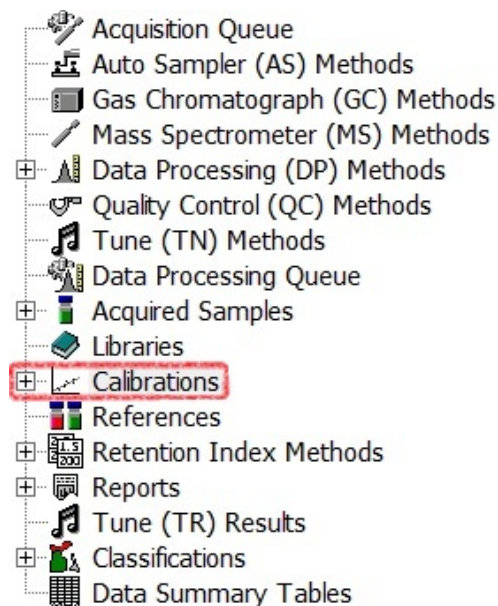 Acquisition Queue
Auto Sampler (AS) Methods
Gas Chromatograph (GC) Methods
Mass Spectrometer (MS) Methods
Data Processing (DP) Methods
Quality Control (QC) Methods
Tune (TN) Methods
Data Processing Queue
Acquired Samples
Libraries
Calibrations
References
Retention Index Methods
Reports
Tune (TR) Results
Classifications
Data Summary Tables